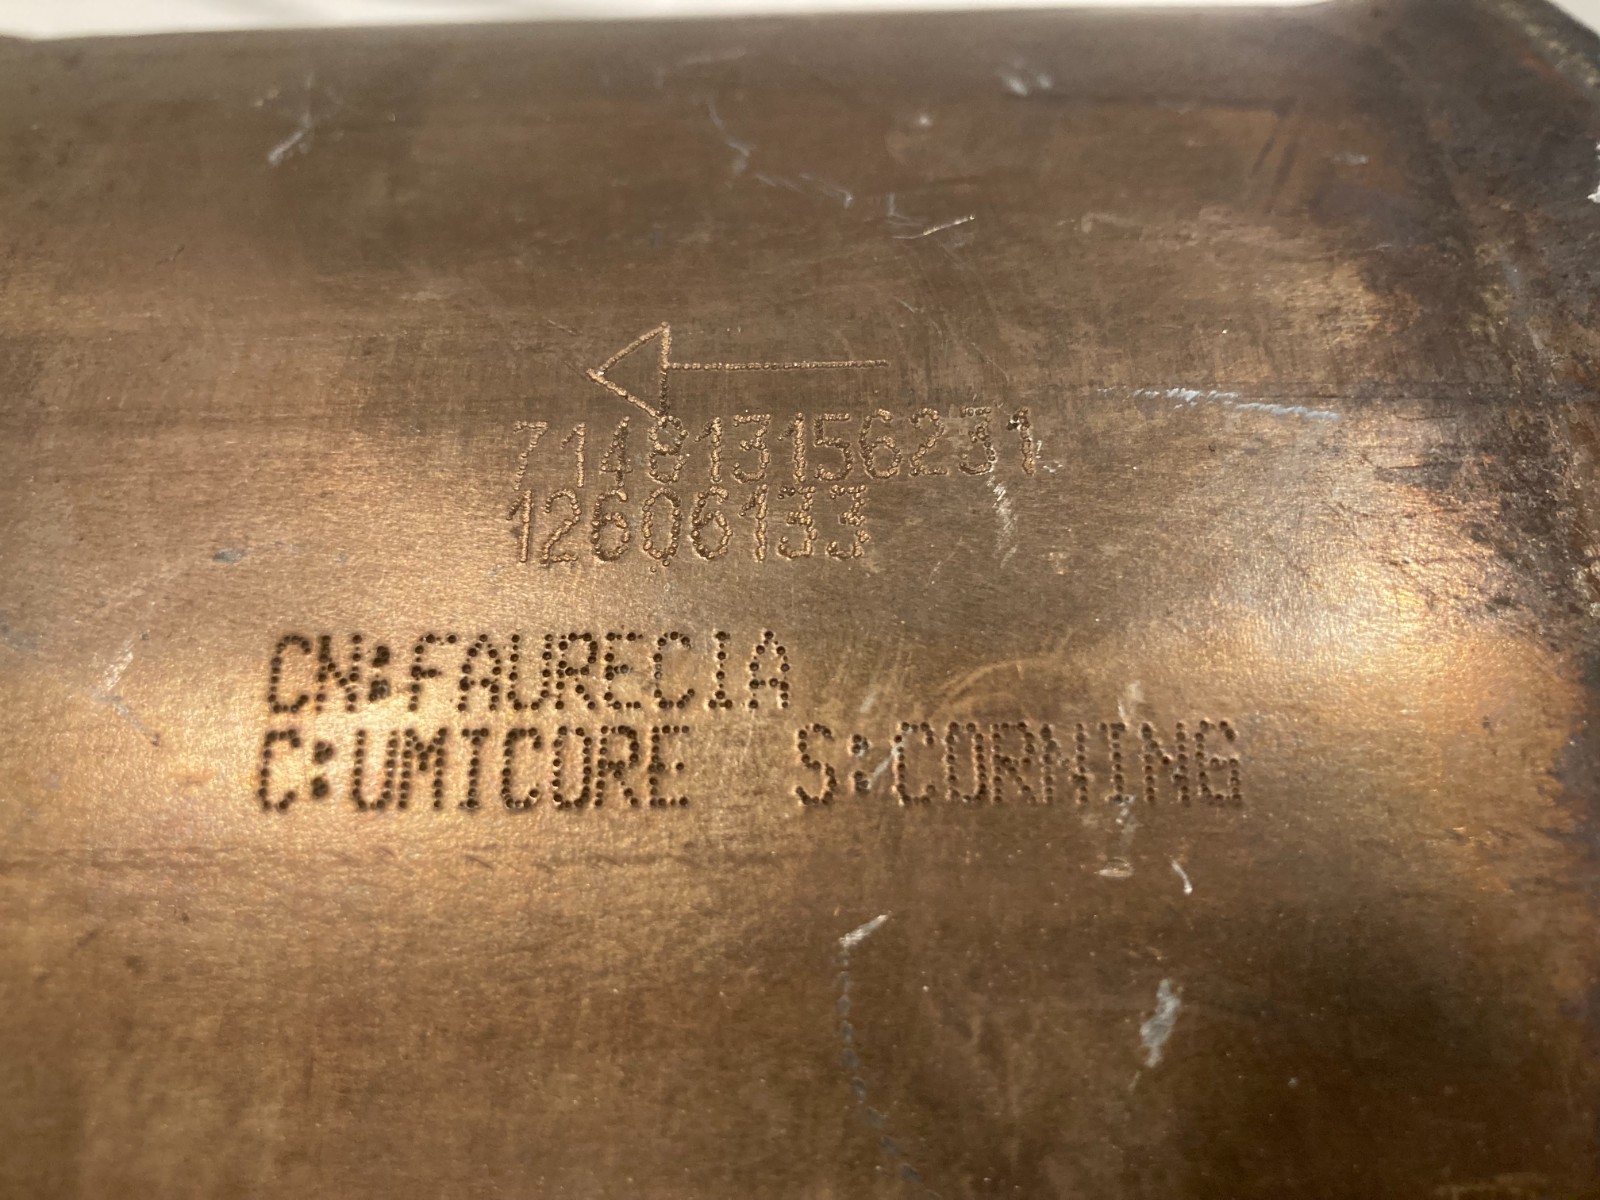 714813156231
12606133
CN:FAURECIA
C:UMICORE S:CORNING